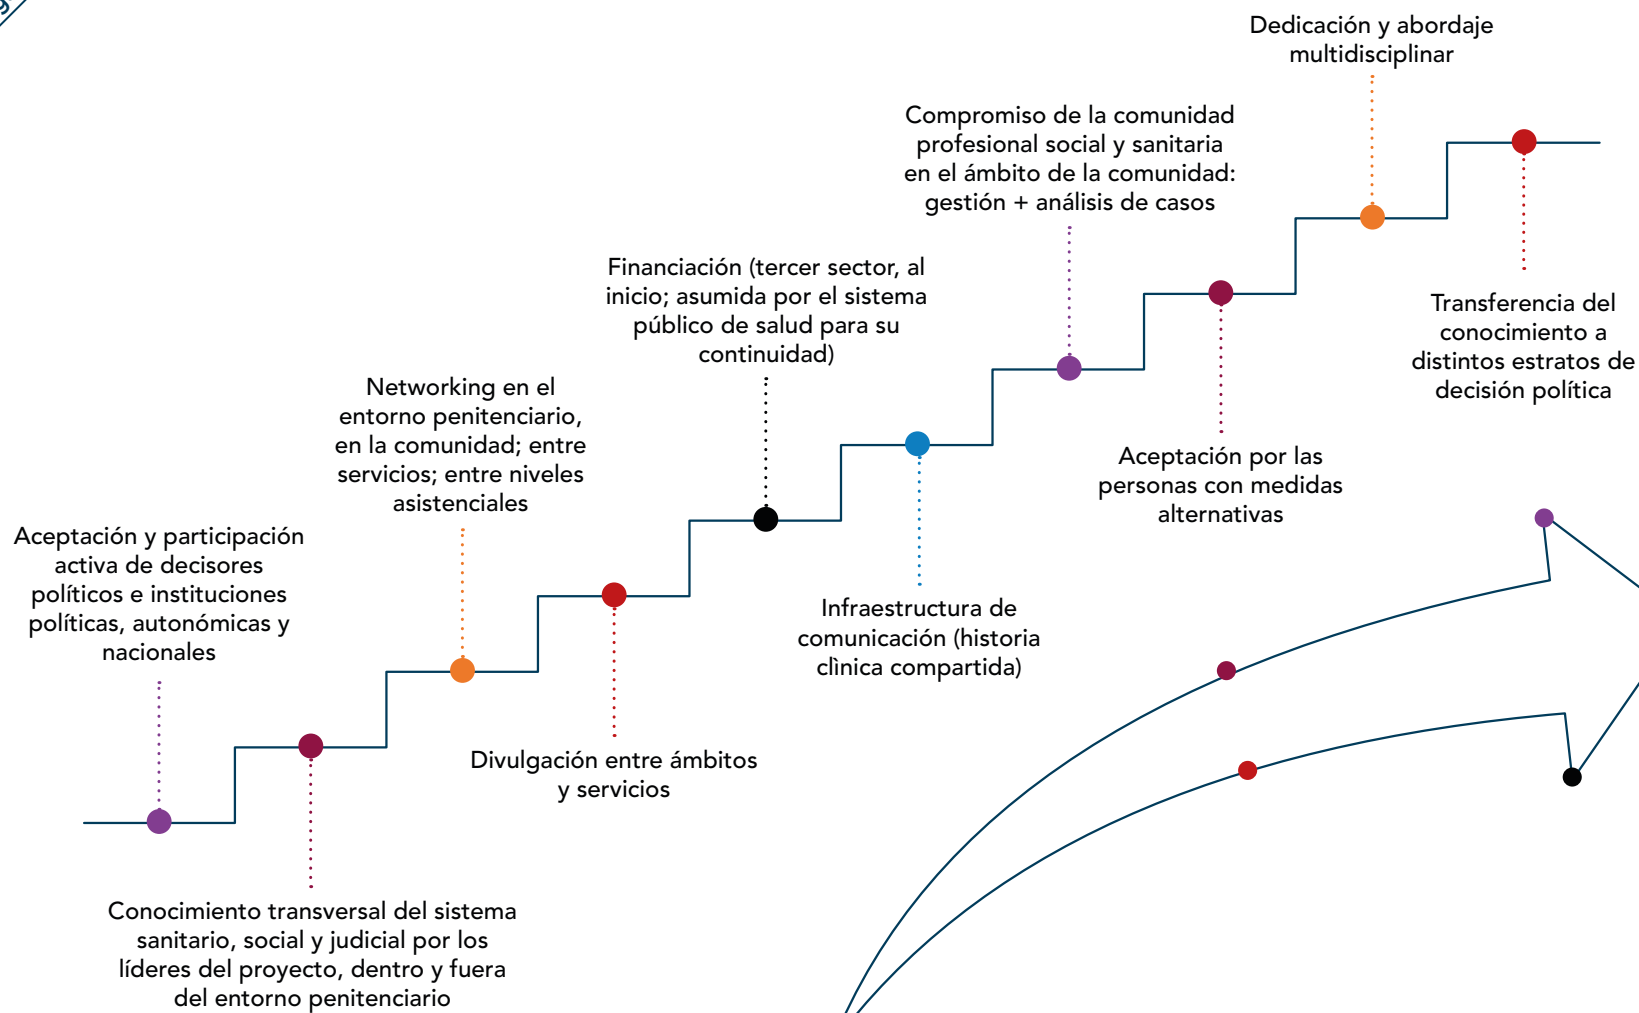 Dedicación y abordaje
multidisciplinar
Compromiso de la comunidad
profesional social y sanitaria
en el ámbito de la comunidad:
gestión + análisis de casos
Financiación (tercer sector, al
inicio; asumida por el sistema
público de salud para su
continuidad)
Transferencia del
conocimiento a
distintos estratos de
decisión política
Networking en el
entorno penitenciario,
en la comunidad; entre
servicios; entre niveles
asistenciales
Aceptación por las
personas con medidas
alternativas
Aceptación y participación
activa de decisores
políticos e instituciones
políticas, autonómicas y
nacionales
Infraestructura de
comunicación (historia
clìnica compartida)
Divulgación entre ámbitos
y servicios
Conocimiento transversal del sistema
sanitario, social y judicial por los
líderes del proyecto, dentro y fuera
del entorno penitenciario